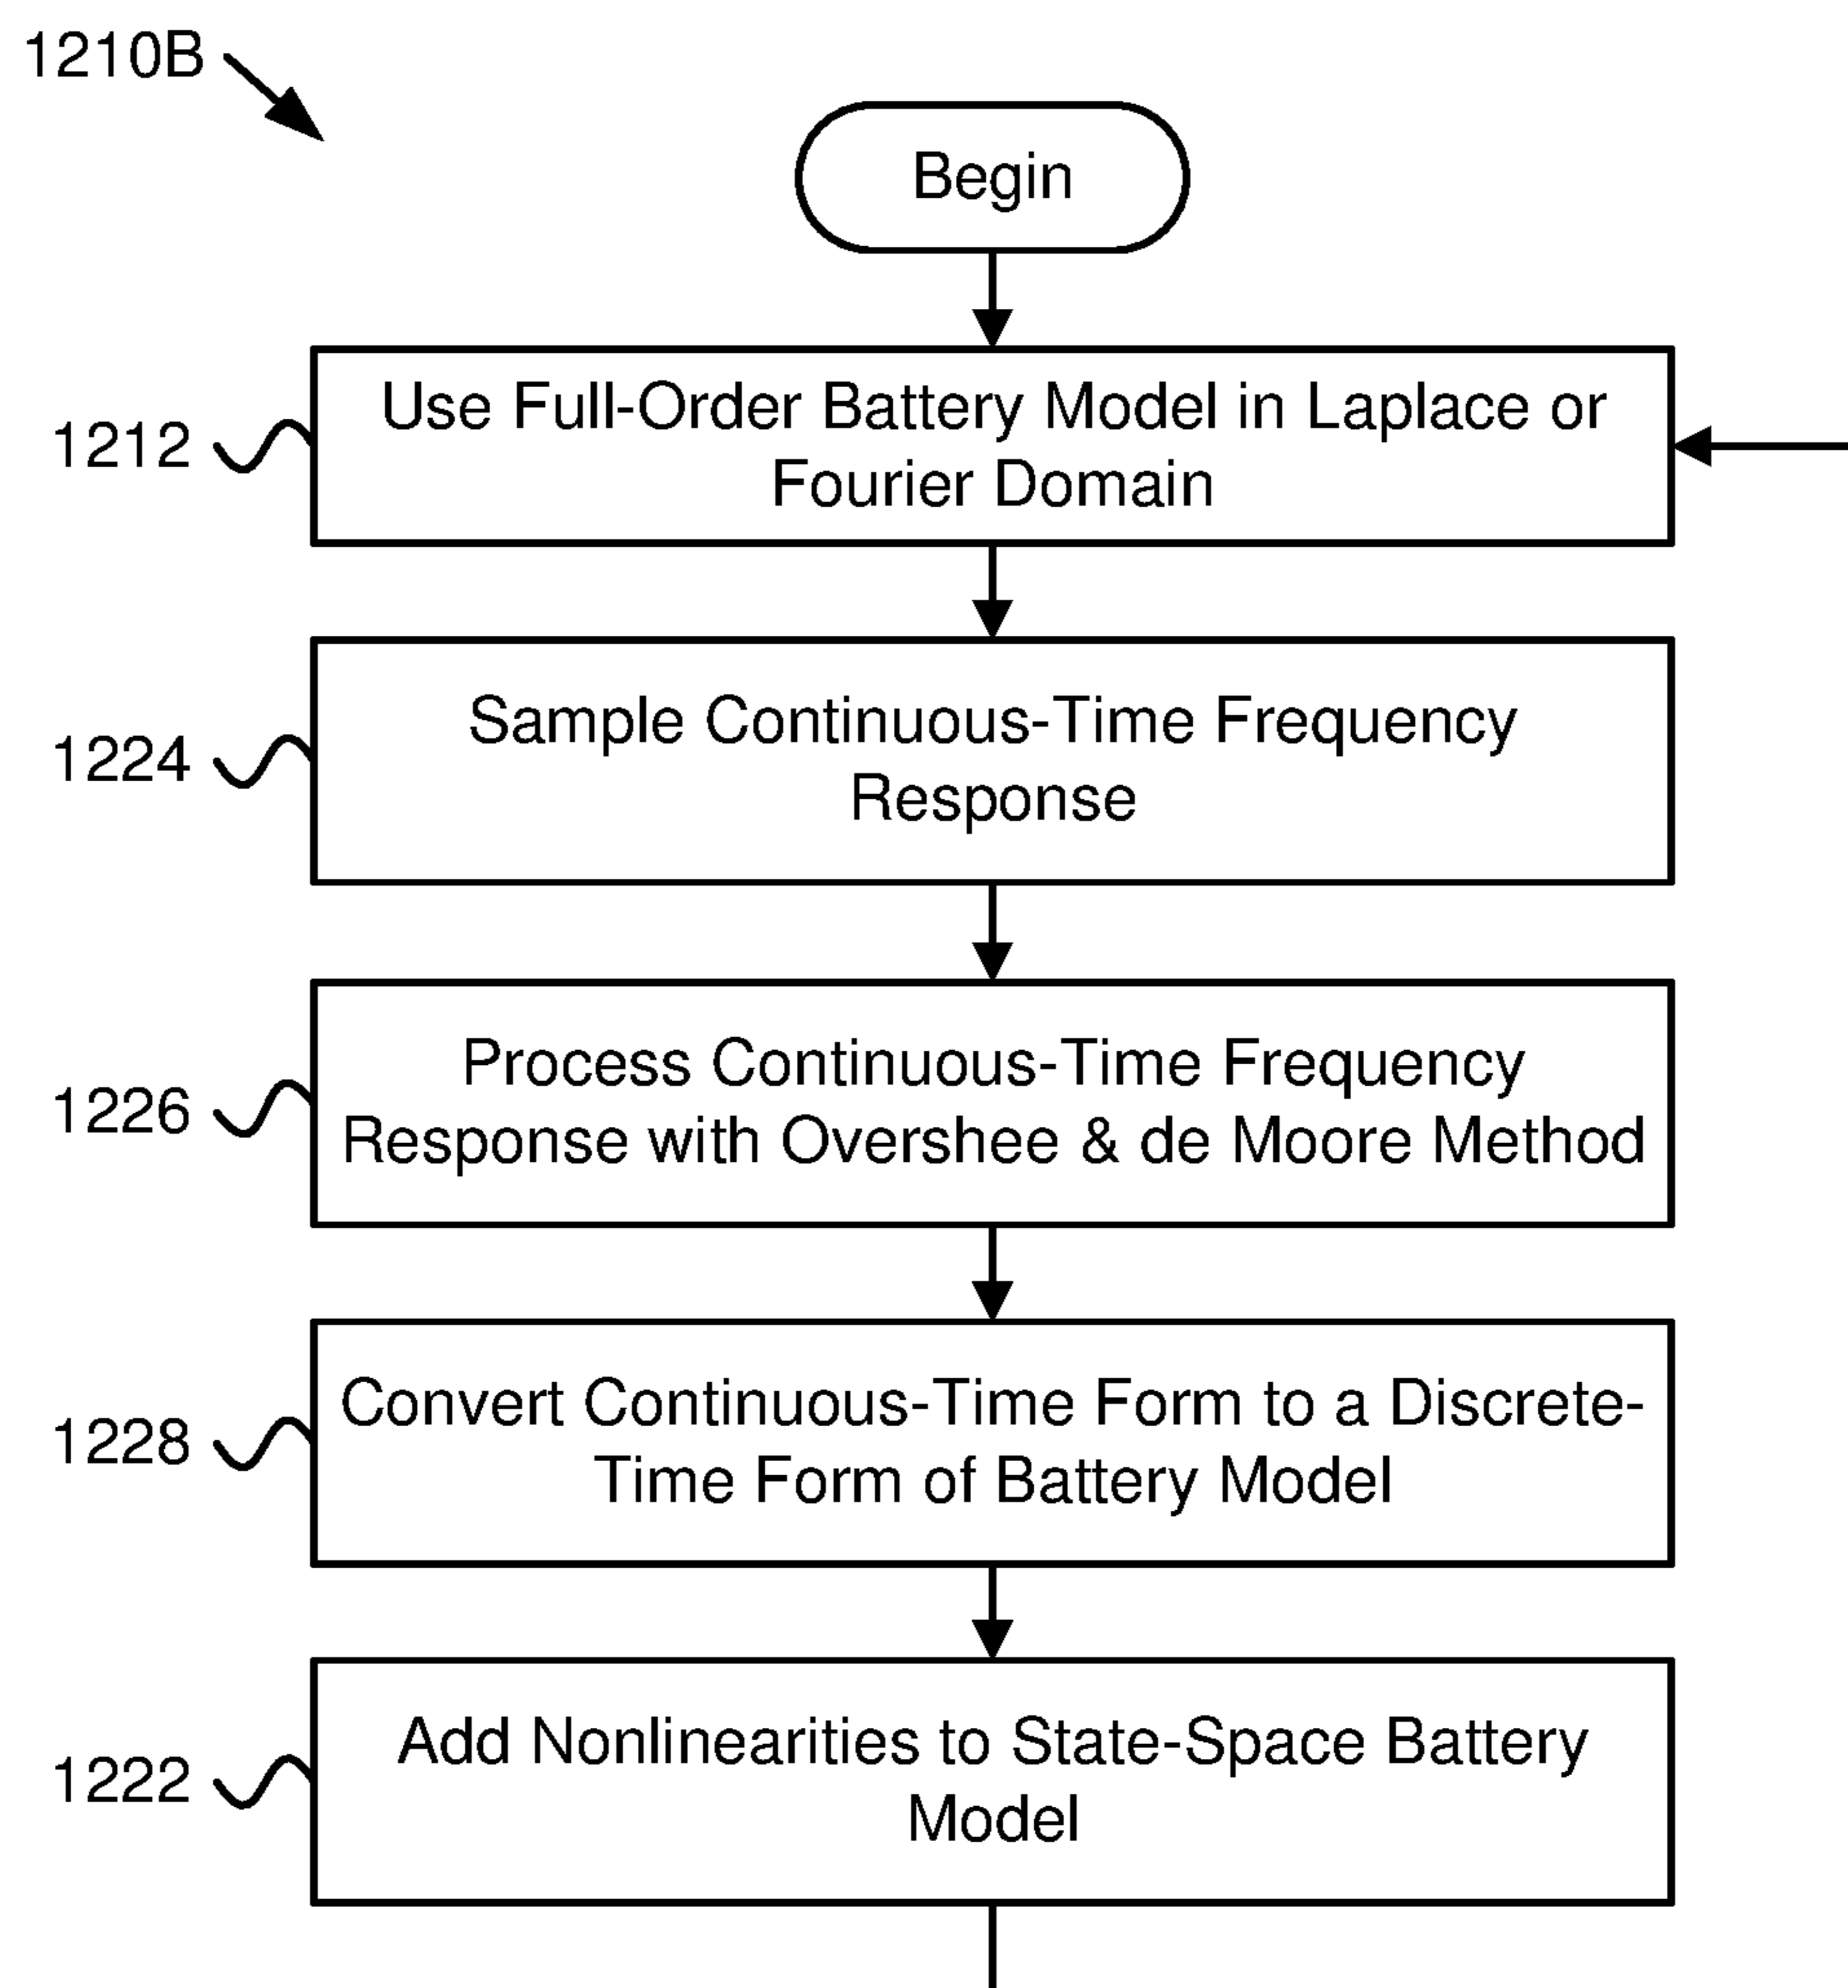 1210B
Begin
1212
Use Full-Order Battery Model in Laplace or
Fourier Domain
1224
Sample Continuous-Time Frequency
Response
1226
Process Continuous-Time Frequency
Response with Overshee & de Moore Method
1228
Convert Continuous-Time Form to a Discrete-
Time Form of Battery Model
1222
Add Nonlinearities to State-Space Battery
Model